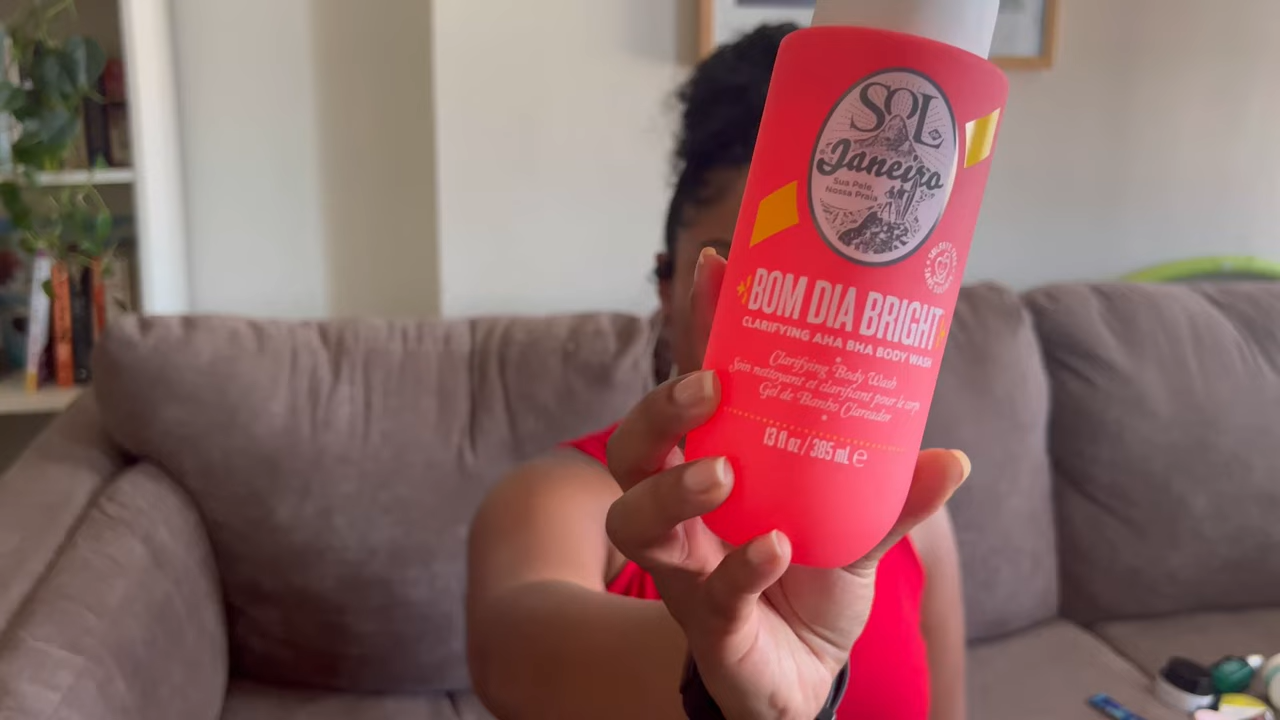 SOL
de
Janeiro
Sua Pele,
Nossa Praia
BOM DIA BRIGHT
CLARIFYING AHA BHA BODY WASH
Clarifying Body Wash
Soin nettoyant et clarifiant pour le corps
Gel de Banho Clareador
13 fl oz / 385 mL ℮